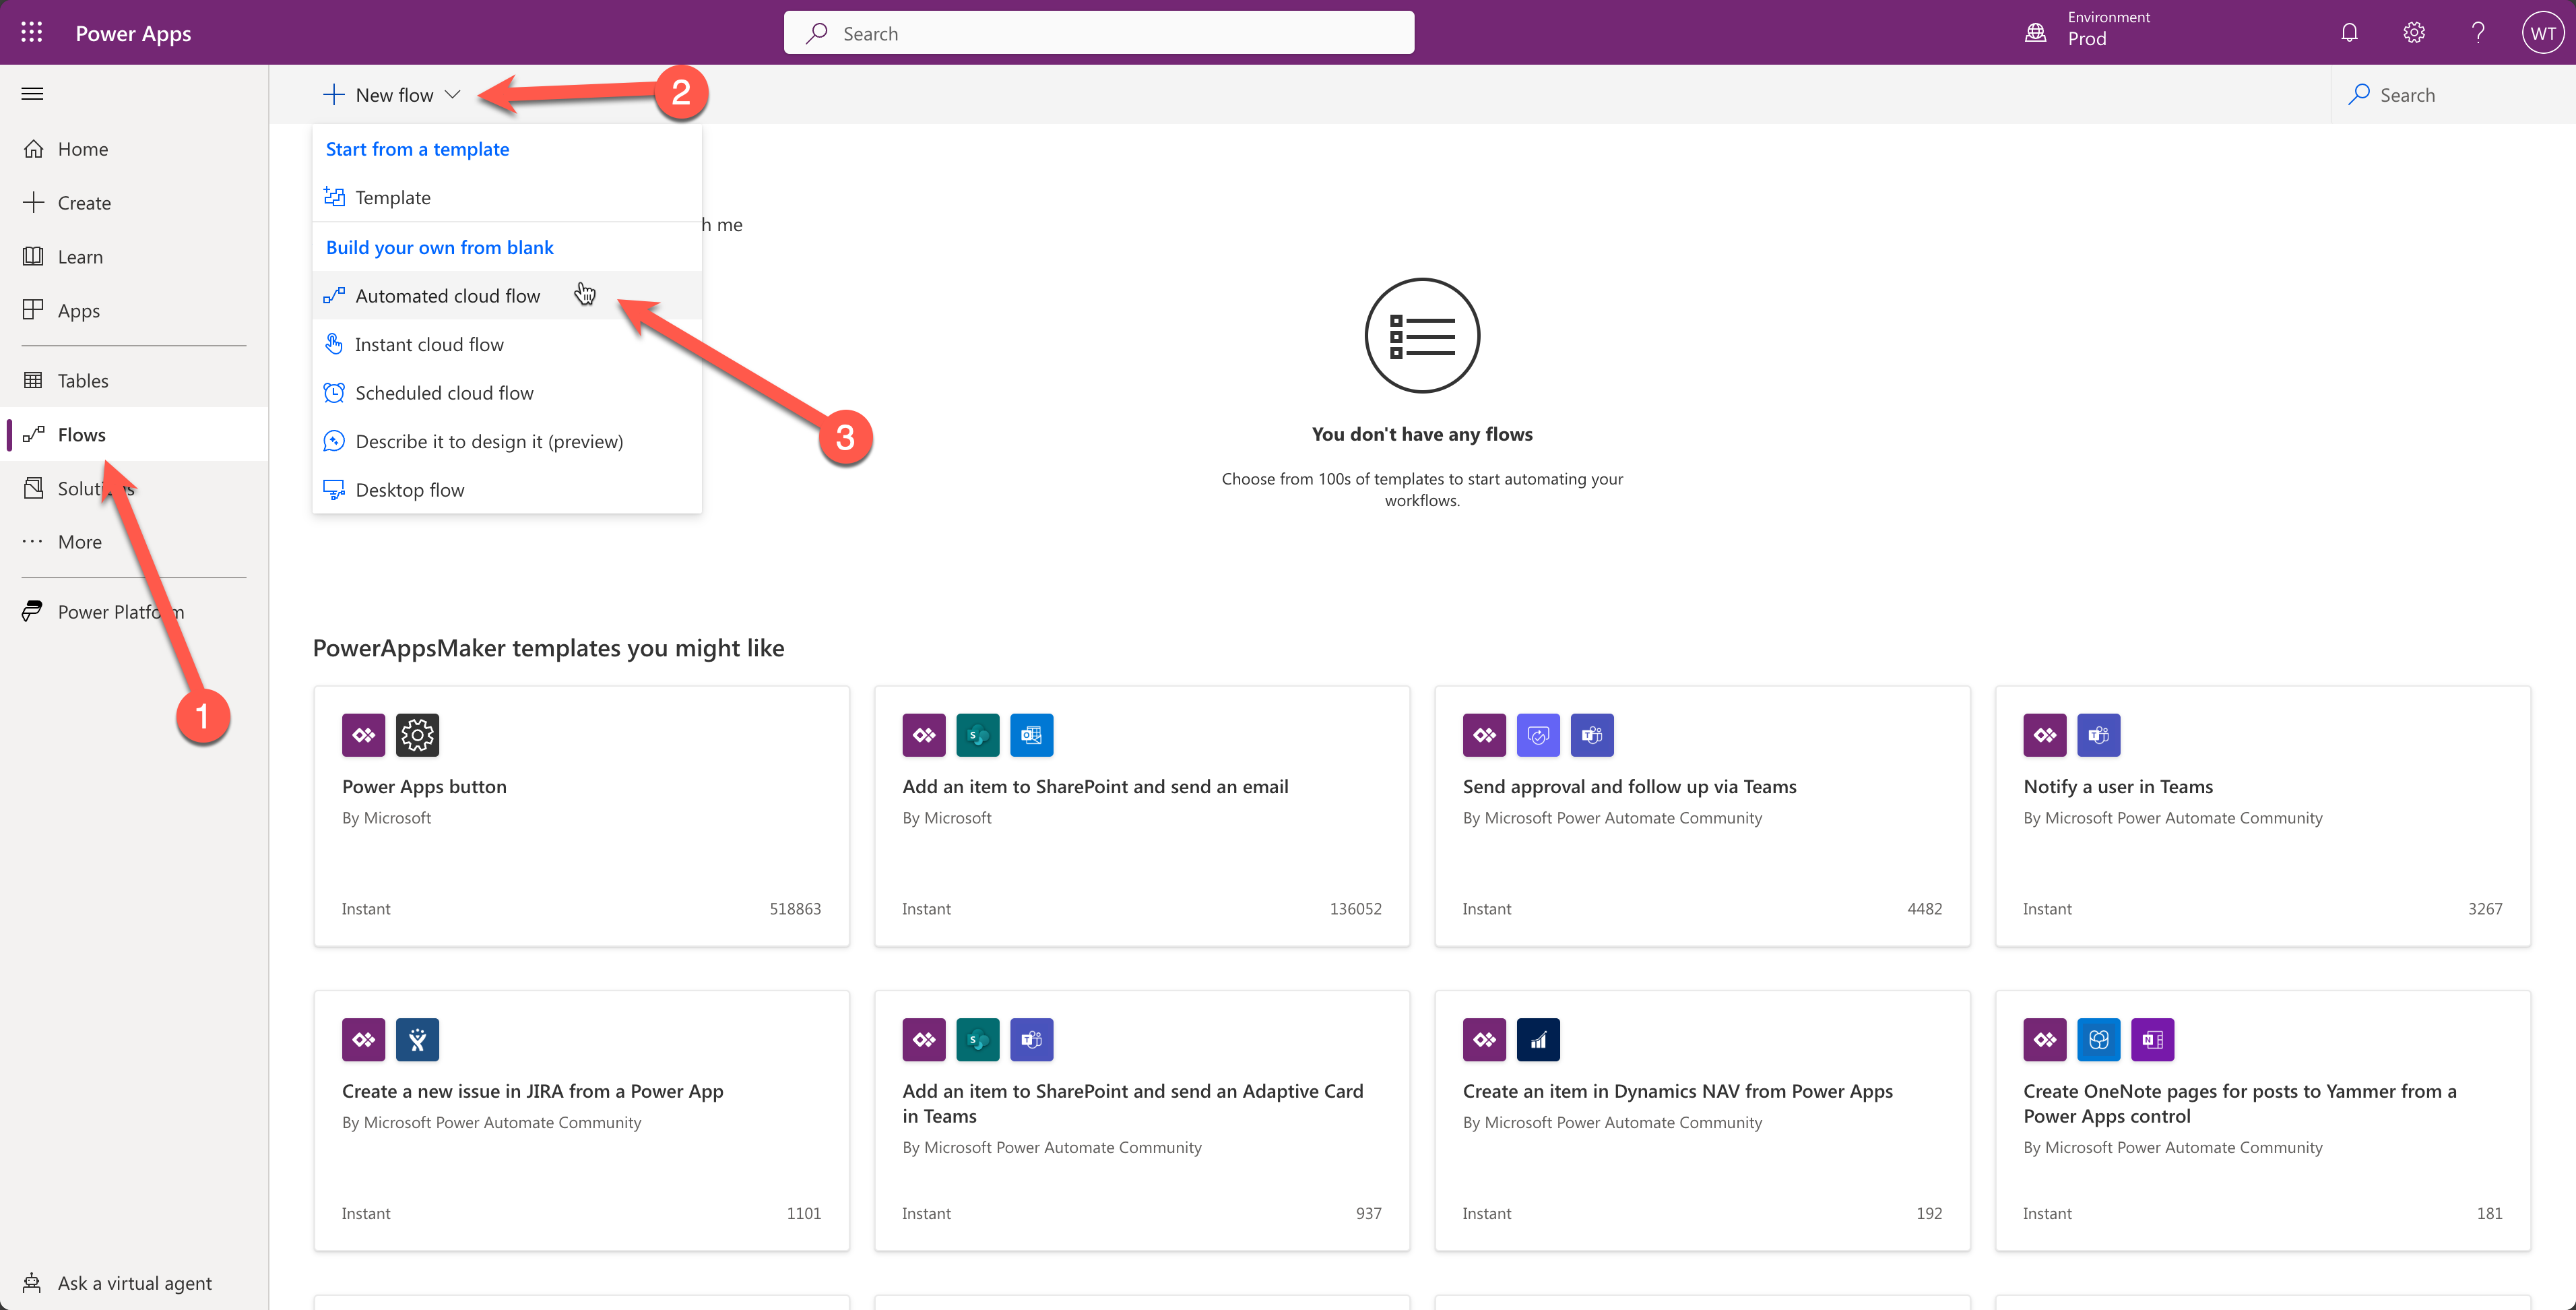 Power Apps
Search
Environment
Prod
WT
New flow
2
Search
Home
Create
Learn
Apps
Tables
Flows
Solutions
More
Power Platform
1
Ask a virtual agent
Start from a template
Template
Build your own from blank
Automated cloud flow
Instant cloud flow
Scheduled cloud flow
Describe it to design it (preview)
Desktop flow
3
h me
You don't have any flows
Choose from 100s of templates to start automating your
workflows.
PowerAppsMaker templates you might like
Power Apps button
By Microsoft
Instant 518863
Add an item to SharePoint and send an email
By Microsoft
Instant 136052
Send approval and follow up via Teams
By Microsoft Power Automate Community
Instant 4482
Notify a user in Teams
By Microsoft Power Automate Community
Instant 3267
Create a new issue in JIRA from a Power App
By Microsoft Power Automate Community
Instant 1101
Add an item to SharePoint and send an Adaptive Card
in Teams
By Microsoft Power Automate Community
Instant 937
Create an item in Dynamics NAV from Power Apps
By Microsoft Power Automate Community
Instant 192
Create OneNote pages for posts to Yammer from a
Power Apps control
By Microsoft Power Automate Community
Instant 181